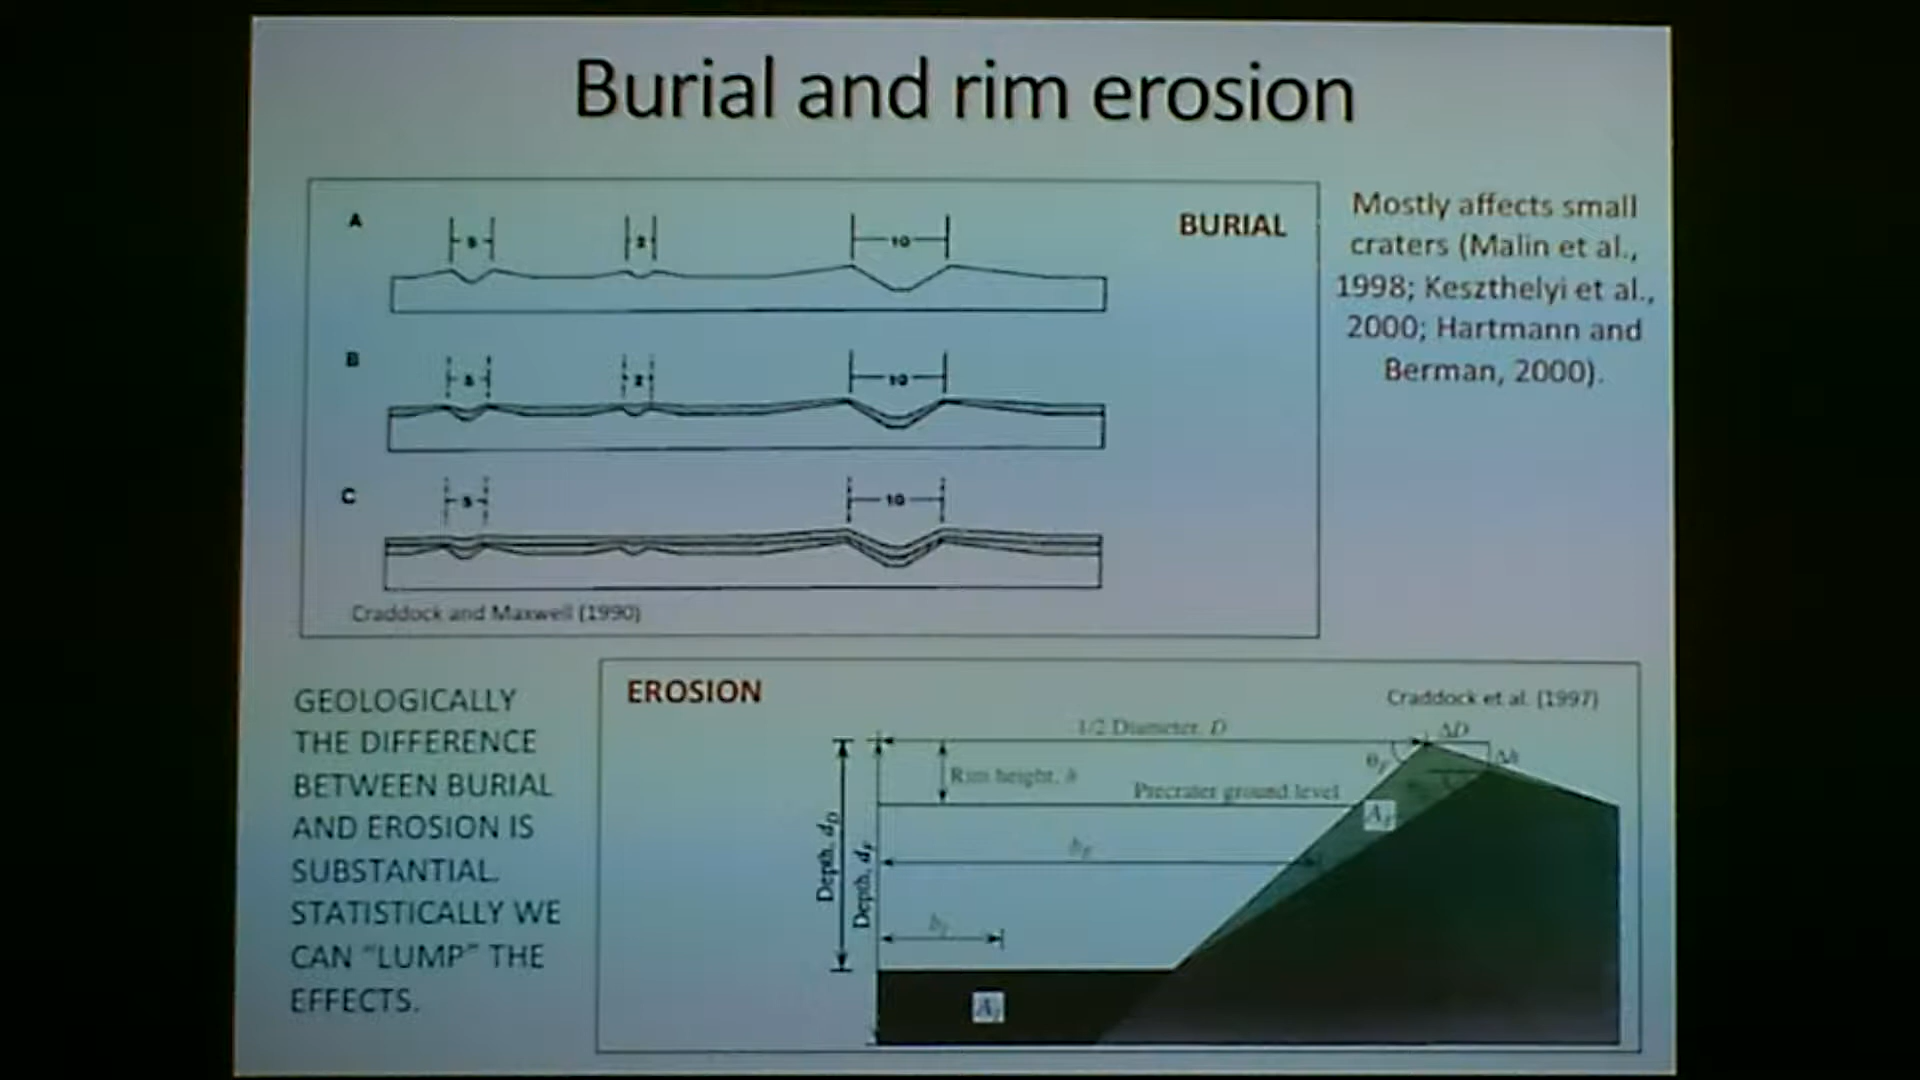 Burial and rim erosion
A
5
2
10
BURIAL
B
5
2
10
C
5
10
Craddock and Maxwell (1990)
Mostly affects small
craters (Malin et al.,
1998; Keszthelyi et al.,
2000; Hartmann and
Berman, 2000).
GEOLOGICALLY
THE DIFFERENCE
BETWEEN BURIAL
AND EROSION IS
SUBSTANTIAL.
STATISTICALLY WE
CAN "LUMP" THE
EFFECTS.
EROSION
Craddock et al. (1997)
1/2 Diameter, D
ΔD
Δh
θF
Rim height, h
Precrater ground level
Depth, dD
Depth, dF